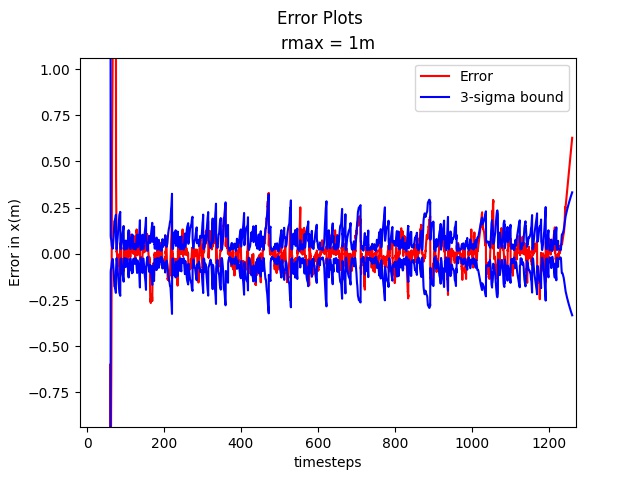 Error Plots
rmax = 1m
Error
3-sigma bound
1.00
0.75
0.50
0.25
0.00
−0.25
−0.50
−0.75
Error in x(m)
0 200 400 600 800 1000 1200
timesteps